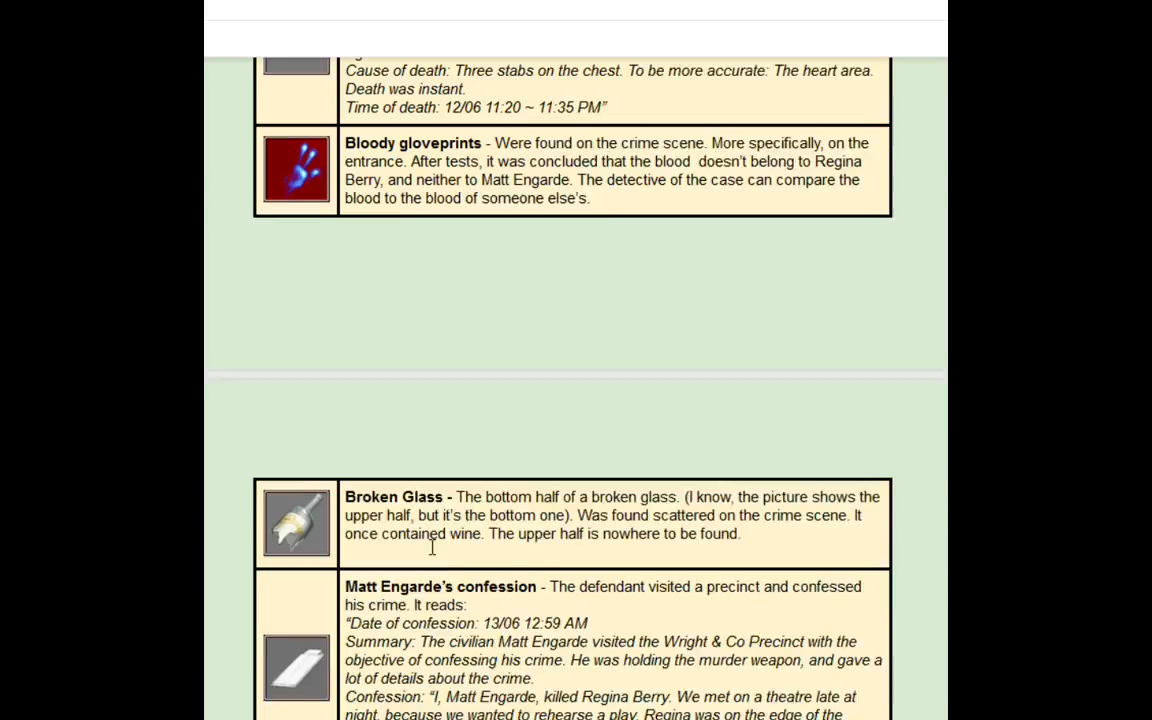 Cause of death: Three stabs on the chest. To be more accurate: The heart area.
Death was instant.
Time of death: 12/06 11:20 ~ 11:35 PM”
Bloody gloveprints - Were found on the crime scene. More specifically, on the
entrance. After tests, it was concluded that the blood  doesn’t belong to Regina
Berry, and neither to Matt Engarde. The detective of the case can compare the
blood to the blood of someone else’s.
Broken Glass - The bottom half of a broken glass. (I know, the picture shows the
upper half, but it’s the bottom one). Was found scattered on the crime scene. It
once contained wine. The upper half is nowhere to be found.
Matt Engarde’s confession - The defendant visited a precinct and confessed
his crime. It reads:
“Date of confession: 13/06 12:59 AM
Summary: The civilian Matt Engarde visited the Wright & Co Precinct with the
objective of confessing his crime. He was holding the murder weapon, and gave a
lot of details about the crime.
Confession: “I, Matt Engarde, killed Regina Berry. We met on a theatre late at
night, because we wanted to rehearse a play. Regina was on the edge of the